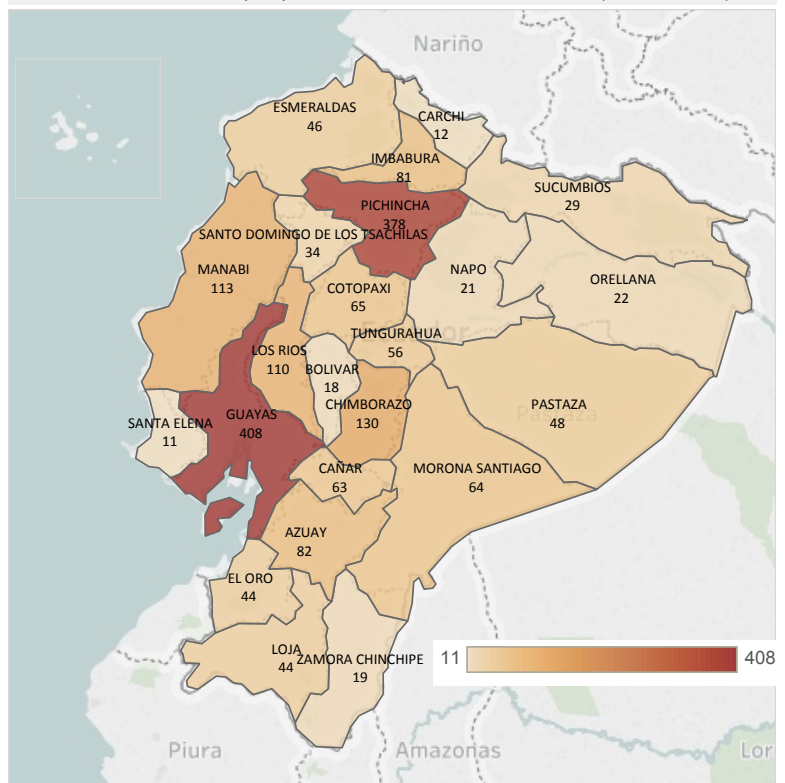 Nariño
ESMERALDAS
46
CARCHI
12
IMBABURA
81
SUCUMBIOS
29
PICHINCHA
378
SANTO DOMINGO DE LOS TSACHILAS
34
MANABI
113
NAPO
21
ORELLANA
22
COTOPAXI
65
Ecuador
TUNGURAHUA
56
LOS RIOS
110
BOLIVAR
18
CHIMBORAZO
130
PASTAZA
Pastaza
48
SANTA ELENA
11
GUAYAS
408
CAÑAR
63
MORONA SANTIAGO
64
AZUAY
82
EL ORO
44
LOJA
44
ZAMORA CHINCHIPE
19
11
408
Piura
Amazonas
Lor